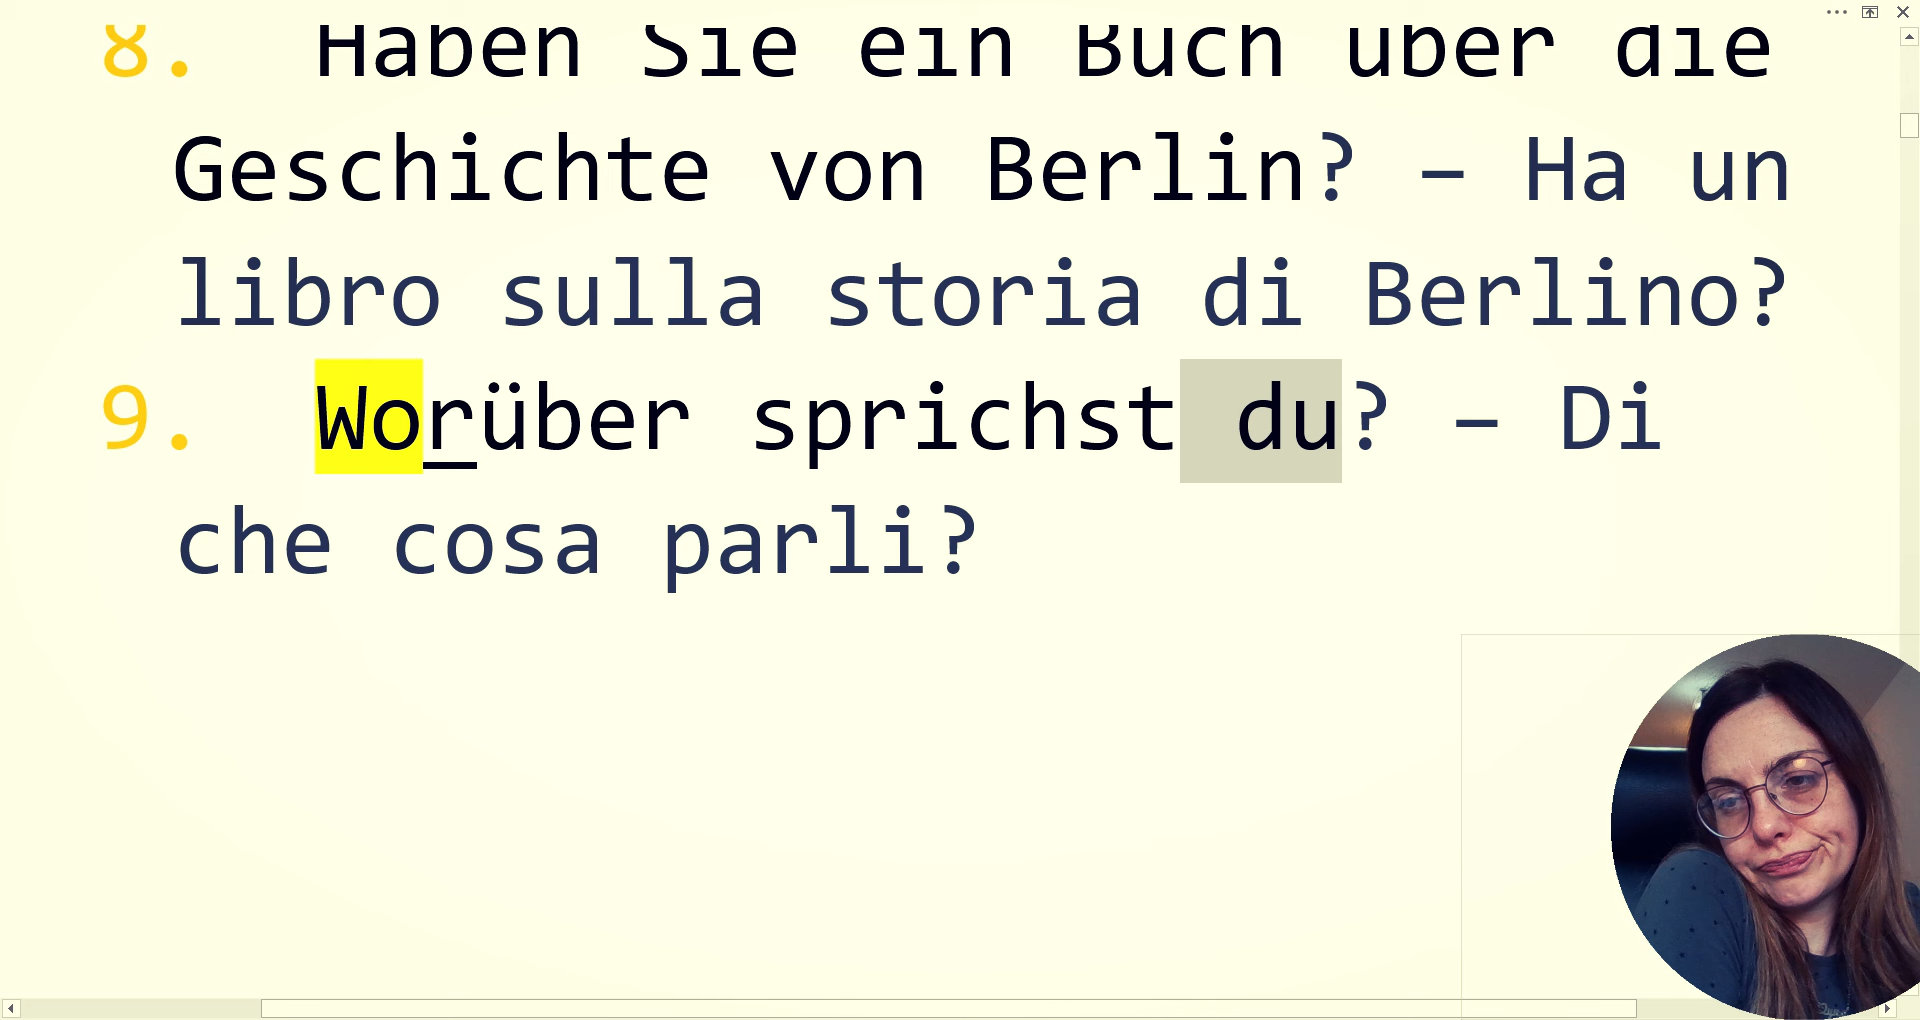 8. Haben Sie ein Buch über die
Geschichte von Berlin? – Ha un
libro sulla storia di Berlino?
9. Worüber sprichst du? – Di
che cosa parli?